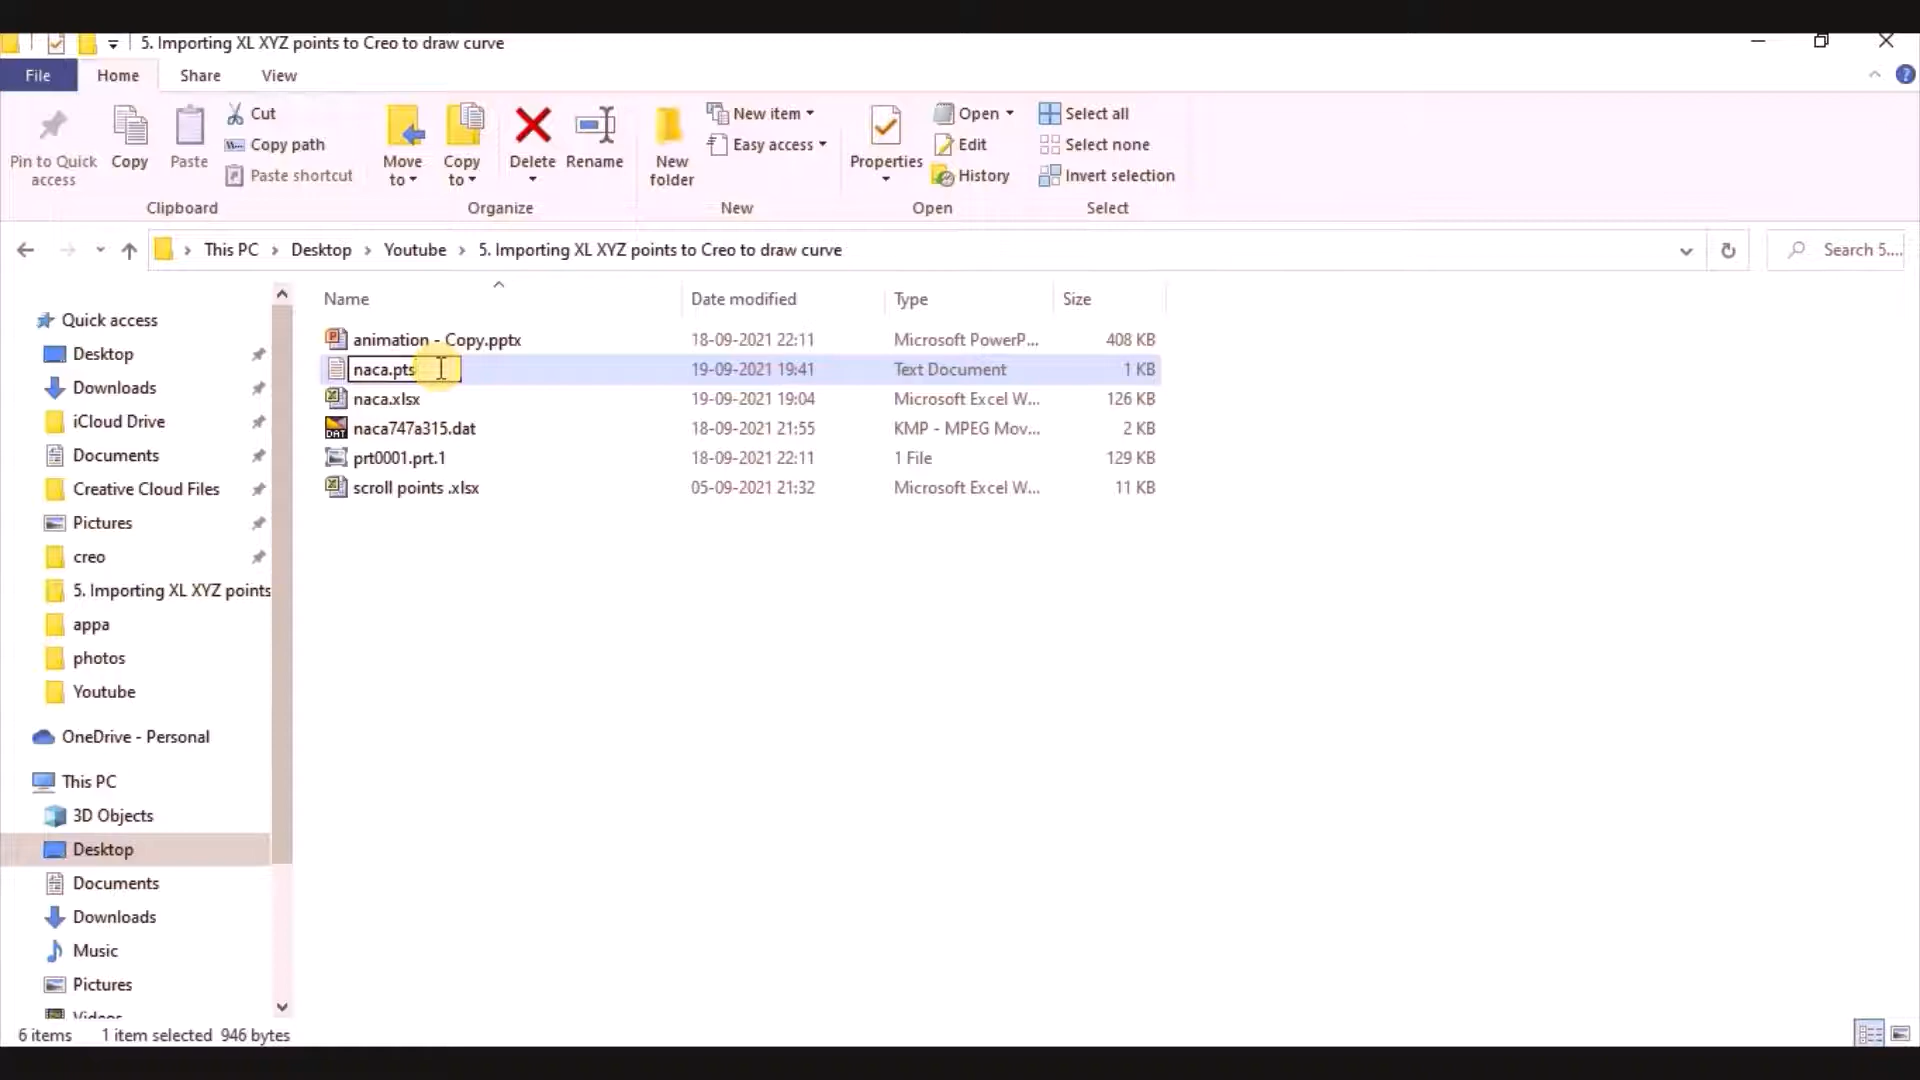 5. Importing XL XYZ points to Creo to draw curve
File Home Share View
Pin to Quick access
Copy
Paste
Cut
Copy path
Paste shortcut
Clipboard
Move to
Copy to
Delete
Rename
Organize
New folder
New item
Easy access
New
Properties
Open
Edit
History
Open
Select all
Select none
Invert selection
Select
This PC > Desktop > Youtube > 5. Importing XL XYZ points to Creo to draw curve
Search 5....
Name Date modified Type Size
animation - Copy.pptx 18-09-2021 22:11 Microsoft PowerP... 408 KB
naca.pts 19-09-2021 19:41 Text Document 1 KB
naca.xlsx 19-09-2021 19:04 Microsoft Excel W... 126 KB
naca747a315.dat 18-09-2021 21:55 KMP - MPEG Mov... 2 KB
prt0001.prt.1 18-09-2021 22:11 1 File 129 KB
scroll points .xlsx 05-09-2021 21:32 Microsoft Excel W... 11 KB
Quick access
Desktop
Downloads
iCloud Drive
Documents
Creative Cloud Files
Pictures
creo
5. Importing XL XYZ points
appa
photos
Youtube
OneDrive - Personal
This PC
3D Objects
Desktop
Documents
Downloads
Music
Pictures
Videos
6 items 1 item selected 946 bytes